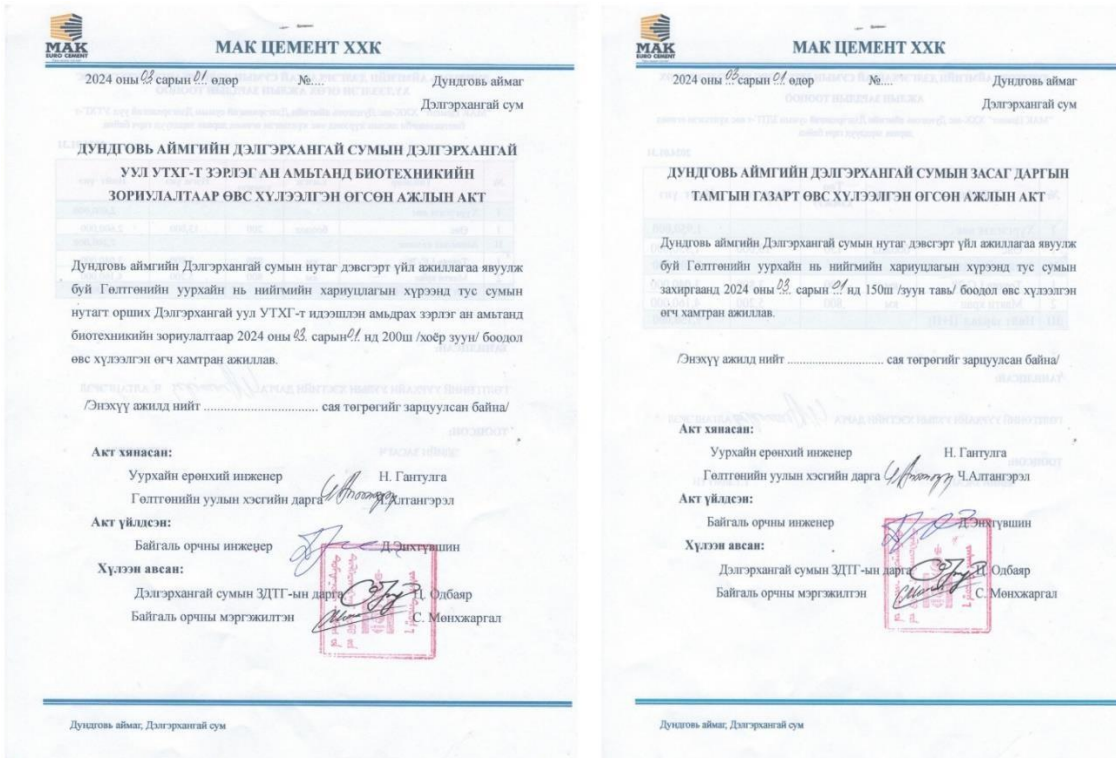 МАК
EURO CEMENT
МАК ЦЕМЕНТ ХХК
2024 оны 03 сарын 01 өдөр №.... Дундговь аймаг
Дэлгэрхангай сум
ДУНДГОВЬ АЙМГИЙН ДЭЛГЭРХАНГАЙ СУМЫН ДЭЛГЭРХАНГАЙ
УУЛ УТХГ-Т ЗЭРЛЭГ АН АМЬТАНД БИОТЕХНИКИЙН
ЗОРИУЛАЛТААР ӨВС ХҮЛЭЭЛГЭН ӨГСӨН АЖЛЫН АКТ
Дундговь аймгийн Дэлгэрхангай сумын нутаг дэвсгэрт үйл ажиллагаа явуулж
буй Гөлтгөний уурхайн нь нийгмийн хариуцлагын хүрээнд тус сумын
нутагт орших Дэлгэрхангай уул УТХГ-т идээшлэн амьдрах зэрлэг ан амьтанд
биотехникийн зориулалтаар 2024 оны 03. сарын 01. нд 200ш /хоёр зуун/ боодол
өвс хүлээлгэн өгч хамтран ажиллав.
/Энэхүү ажилд нийт .................................. сая төгрөгийг зарцуулсан байна/
Акт хянасан:
Уурхайн ерөнхий инженер Н. Гантулга
Гөлтгөнийн уулын хэсгийн дарга Ч.Алтангэрэл
Акт үйлдсэн:
Байгаль орчны инженер Д.Энхтүвшин
Хүлээн авсан:
Дэлгэрхангай сумын ЗДТГ-ын дарга Одбаяр
Байгаль орчны мэргэжилтэн С. Мөнхжаргал
Дундговь аймаг, Дэлгэрхангай сум
МАК
EURO CEMENT
МАК ЦЕМЕНТ ХХК
2024 оны 03 сарын 01 өдөр №.... Дундговь аймаг
Дэлгэрхангай сум
ДУНДГОВЬ АЙМГИЙН ДЭЛГЭРХАНГАЙ СУМЫН ЗАСАГ ДАРГЫН
ТАМГЫН ГАЗАРТ ӨВС ХҮЛЭЭЛГЭН ӨГСӨН АЖЛЫН АКТ
Дундговь аймгийн Дэлгэрхангай сумын нутаг дэвсгэрт үйл ажиллагаа явуулж
буй Гөлтгөний уурхайн нь нийгмийн хариуцлагын хүрээнд тус сумын
захиргаанд 2024 оны 03. сарын 01 нд 150ш /зуун тавь/ боодол өвс хүлээлгэн
өгч хамтран ажиллав.
/Энэхүү ажилд нийт ............................ сая төгрөгийг зарцуулсан байна/
Акт хянасан:
Уурхайн ерөнхий инженер Н. Гантулга
Гөлтгөнийн уулын хэсгийн дарга Ч.Алтангэрэл
Акт үйлдсэн:
Байгаль орчны инженер Д.Энхтүвшин
Хүлээн авсан:
Дэлгэрхангай сумын ЗДТГ-ын дарга Одбаяр
Байгаль орчны мэргэжилтэн С. Мөнхжаргал
Дундговь аймаг, Дэлгэрхангай сум